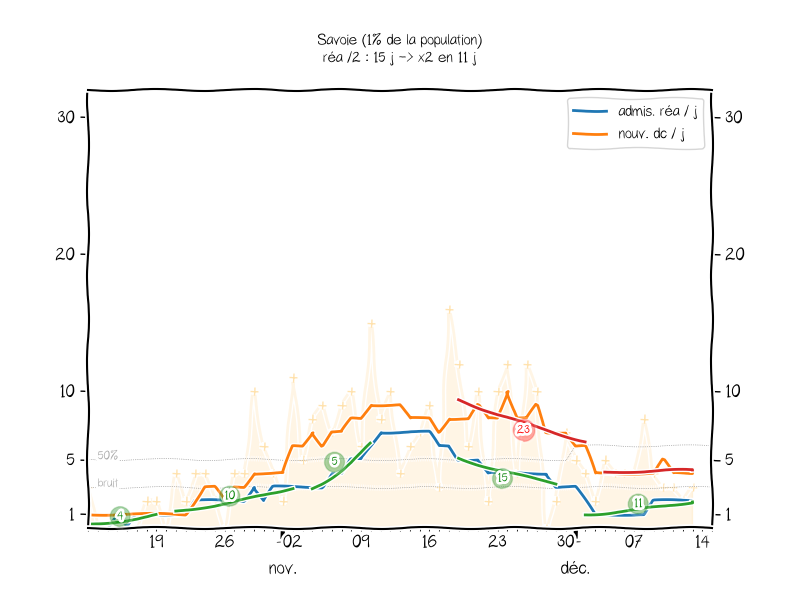 Savoie (1% de la population)
réa /2 : 15 j -> x2 en 11 j
admis. réa / j
nouv. dc / j
30 30
20 20
10 10
5 5
1 1
50%
bruit
4
10
5
23
15
11
19 26 02 09 16 23 30 07 14
nov. déc.